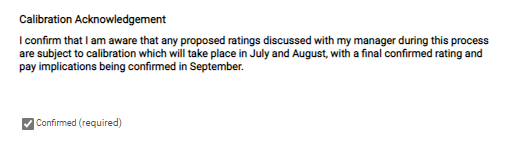 Calibration Acknowledgement
I confirm that I am aware that any proposed ratings discussed with my manager during this process
are subject to calibration which will take place in July and August, with a final confirmed rating and
pay implications being confirmed in September.
Confirmed (required)